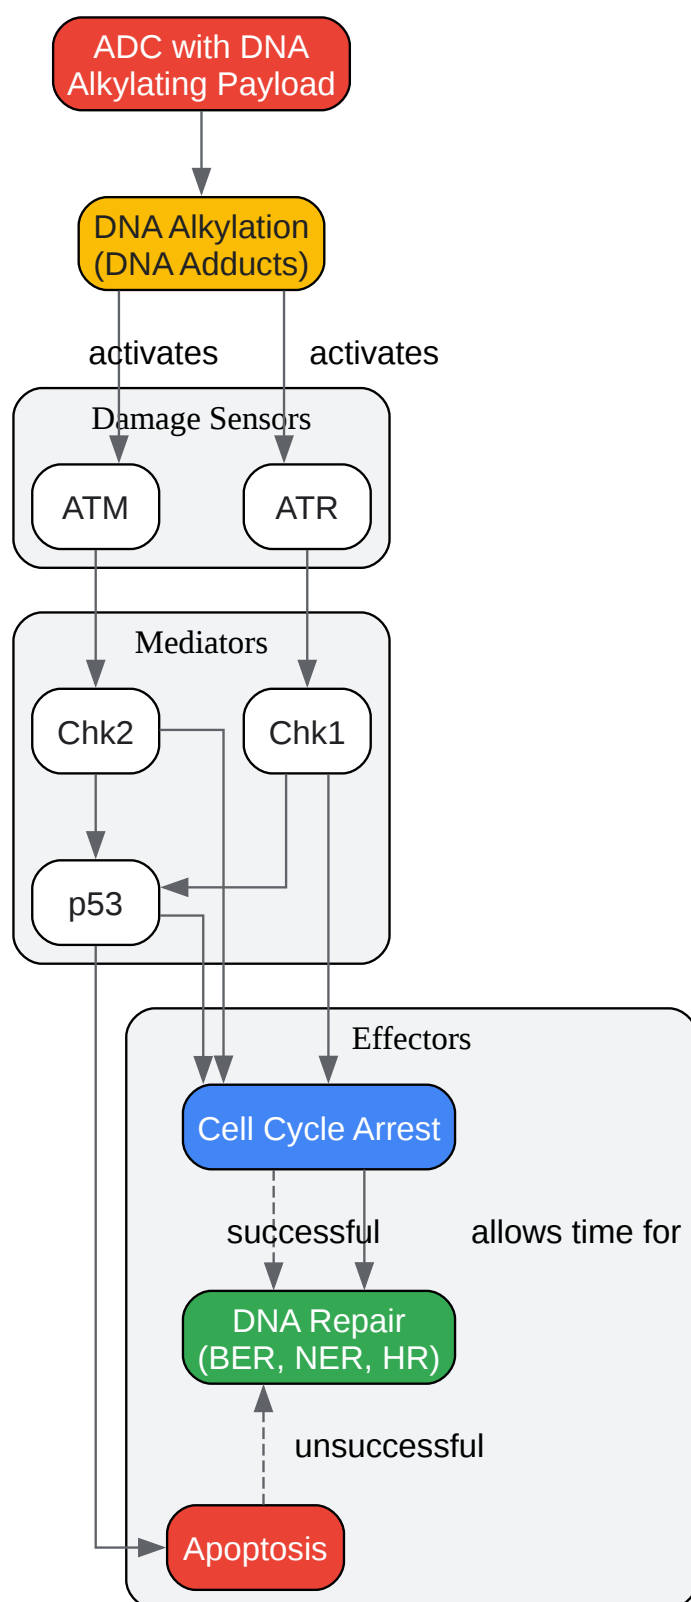 ADC with DNA
Alkylating Payload
DNA Alkylation
(DNA Adducts)
activates
activates
Damage Sensors
ATM
ATR
Mediators
Chk2
Chk1
p53
Effectors
Cell Cycle Arrest
successful
allows time for
DNA Repair
(BER, NER, HR)
unsuccessful
Apoptosis